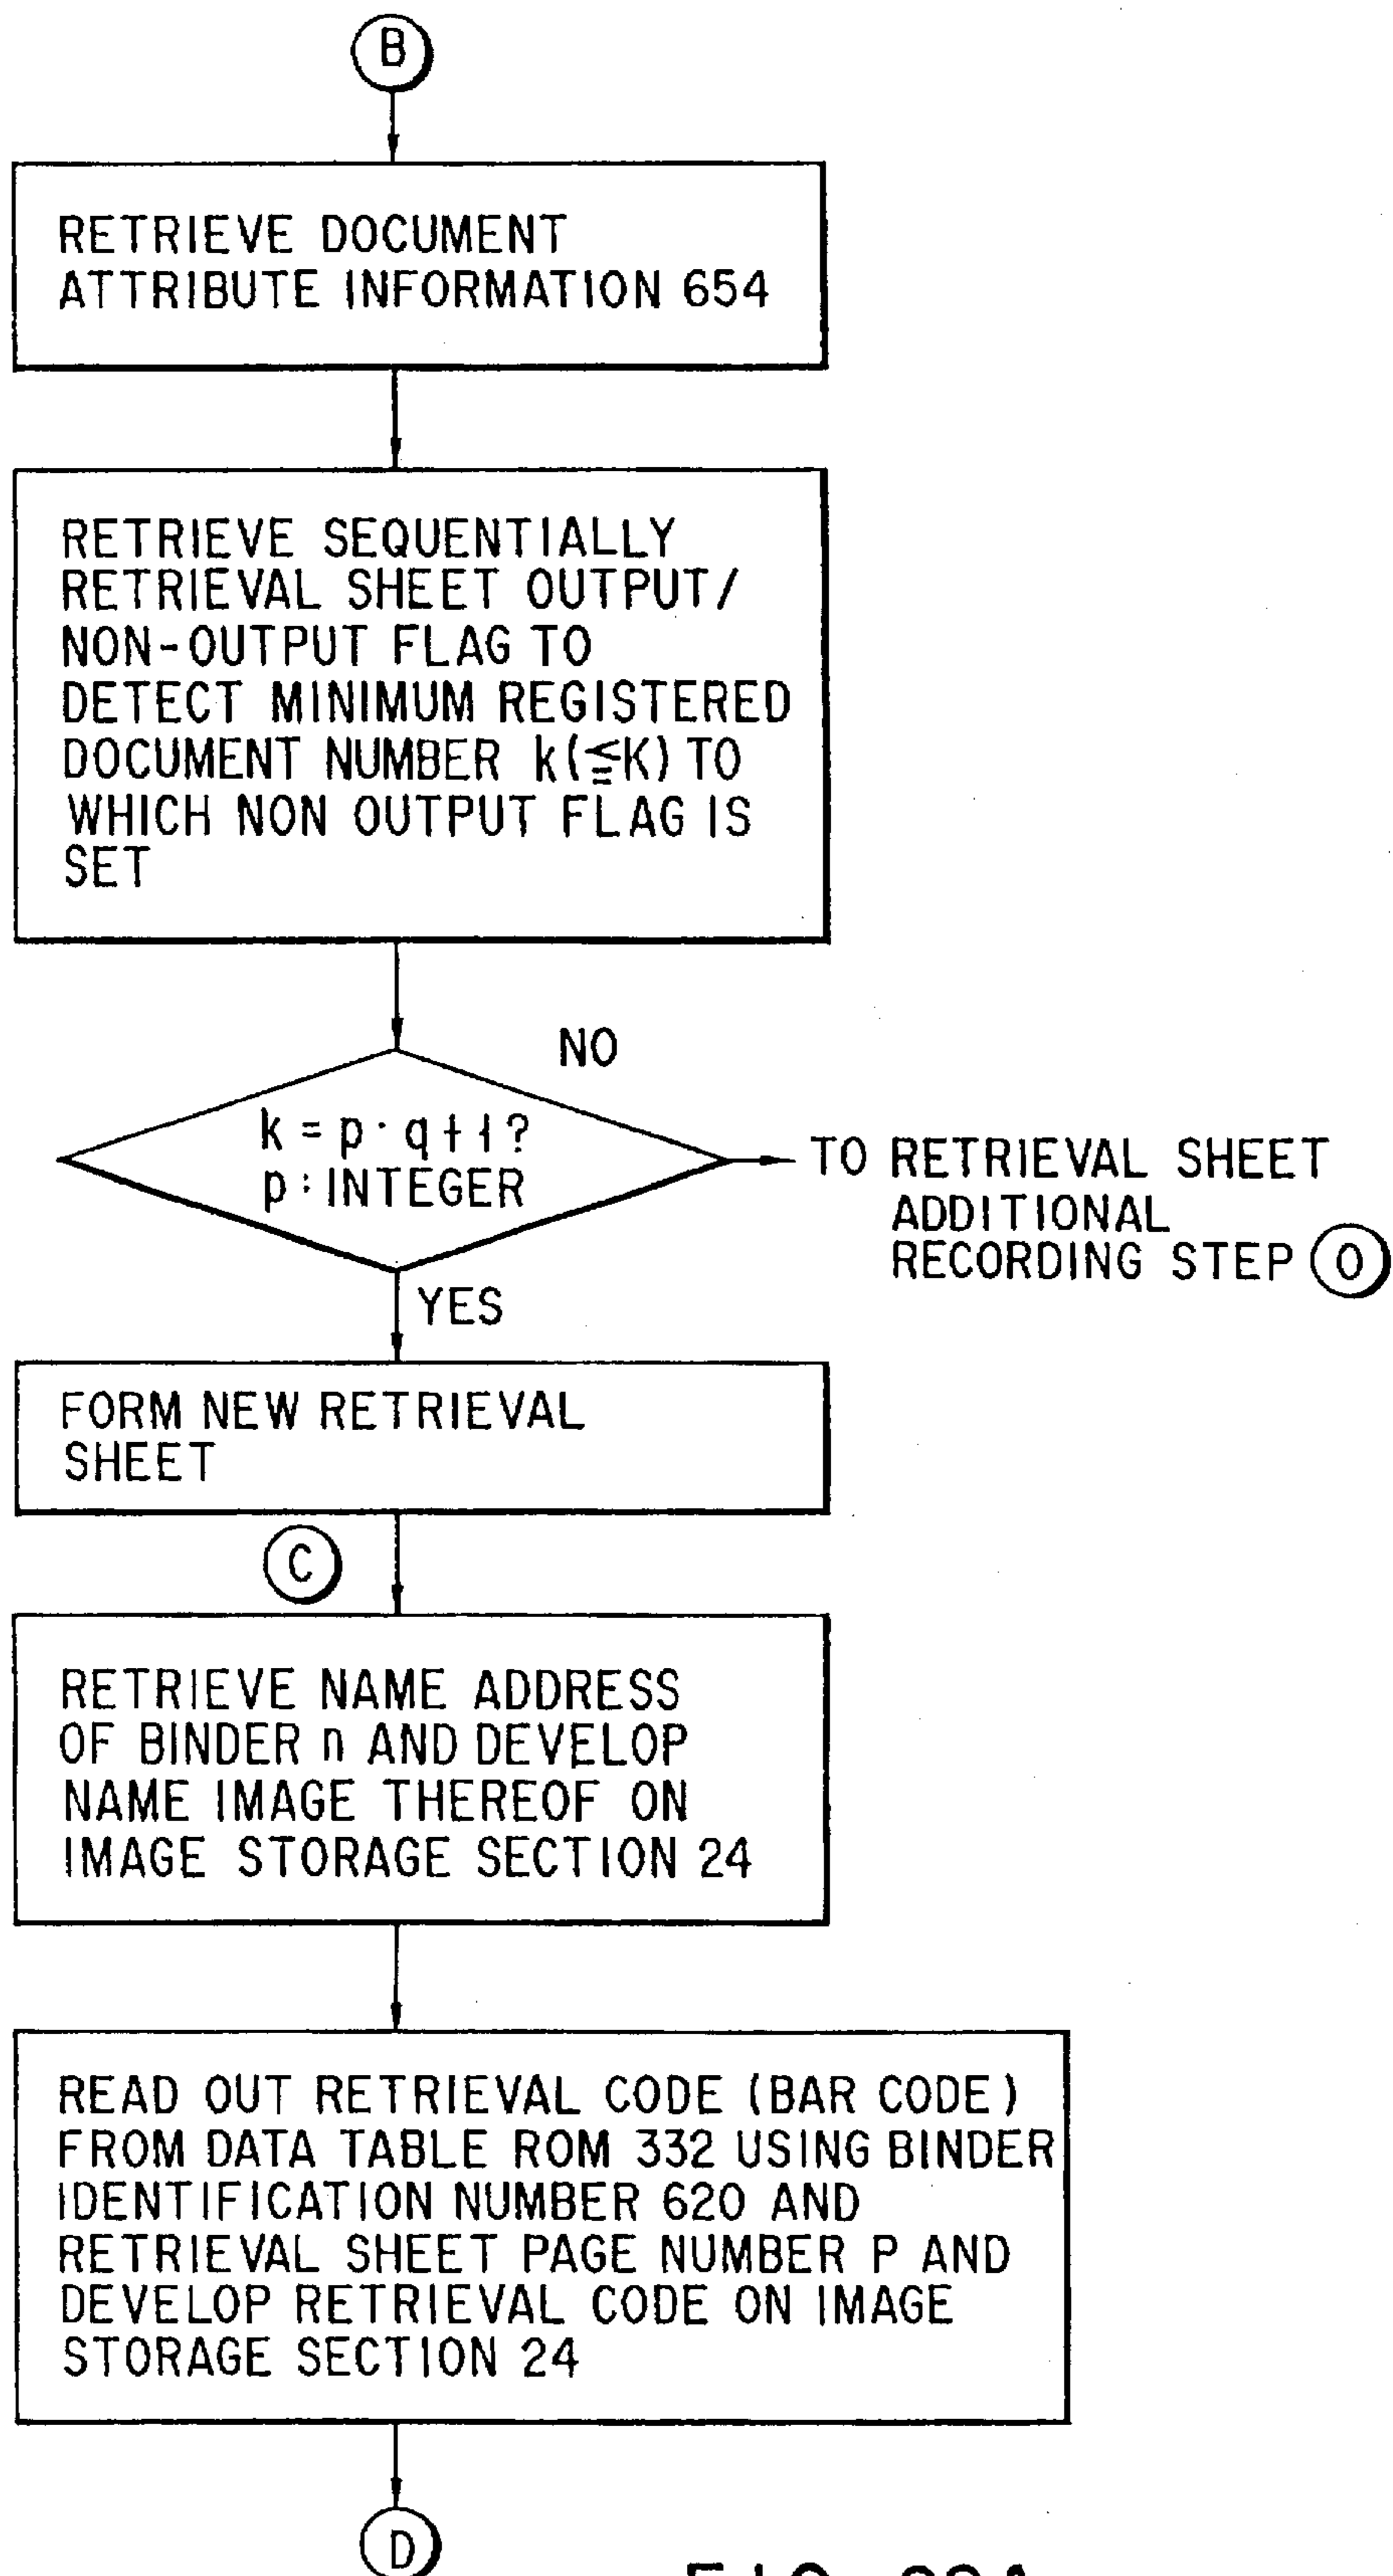 B
RETRIEVE DOCUMENT
ATTRIBUTE INFORMATION 654
RETRIEVE SEQUENTIALLY
RETRIEVAL SHEET OUTPUT/
NON-OUTPUT FLAG TO
DETECT MINIMUM REGISTERED
DOCUMENT NUMBER k(≦K) TO
WHICH NON OUTPUT FLAG IS
SET
NO
k = p · q + 1?
p : INTEGER
TO RETRIEVAL SHEET
ADDITIONAL
RECORDING STEP O
YES
FORM NEW RETRIEVAL
SHEET
C
RETRIEVE NAME ADDRESS
OF BINDER n AND DEVELOP
NAME IMAGE THEREOF ON
IMAGE STORAGE SECTION 24
READ OUT RETRIEVAL CODE (BAR CODE)
FROM DATA TABLE ROM 332 USING BINDER
IDENTIFICATION NUMBER 620 AND
RETRIEVAL SHEET PAGE NUMBER P AND
DEVELOP RETRIEVAL CODE ON IMAGE
STORAGE SECTION 24
D